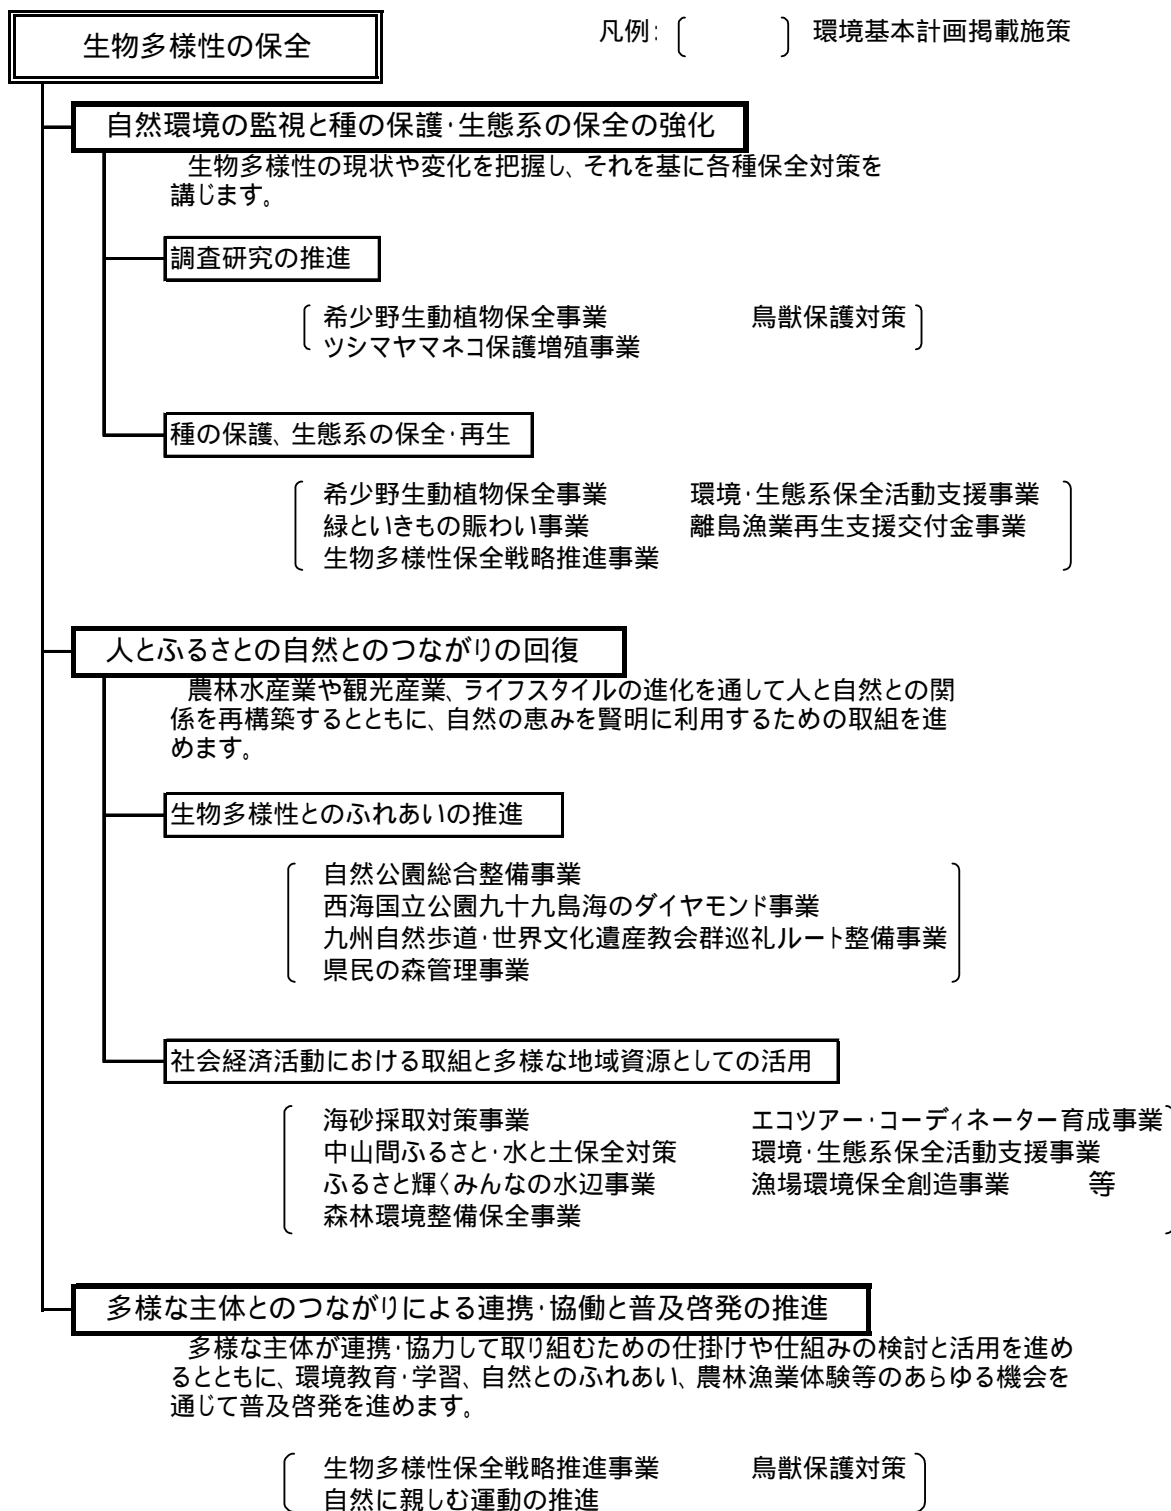 生物多様性の保全
凡例:〔　　　〕 環境基本計画掲載施策
自然環境の監視と種の保護・生態系の保全の強化
生物多様性の現状や変化を把握し、それを基に各種保全対策を
講じます。
調査研究の推進
希少野生動植物保全事業　鳥獣保護対策
ツシマヤマネコ保護増殖事業
種の保護、生態系の保全・再生
希少野生動植物保全事業　環境・生態系保全活動支援事業
緑といきもの賑わい事業　離島漁業再生支援交付金事業
生物多様性保全戦略推進事業
人とふるさとの自然とのつながりの回復
農林水産業や観光産業、ライフスタイルの進化を通して人と自然との関
係を再構築するとともに、自然の恵みを賢明に利用するための取組を進
めます。
生物多様性とのふれあいの推進
自然公園総合整備事業
西海国立公園九十九島海のダイヤモンド事業
九州自然歩道・世界文化遺産教会群巡礼ルート整備事業
県民の森管理事業
社会経済活動における取組と多様な地域資源としての活用
海砂採取対策事業　エコツアー・コーディネーター育成事業
中山間ふるさと・水と土保全対策　環境・生態系保全活動支援事業
ふるさと輝くみんなの水辺事業　漁場環境保全創造事業　等
森林環境整備保全事業
多様な主体とのつながりによる連携・協働と普及啓発の推進
多様な主体が連携・協力して取り組むための仕掛けや仕組みの検討と活用を進め
るとともに、環境教育・学習、自然とのふれあい、農林漁業体験等のあらゆる機会を
通じて普及啓発を進めます。
生物多様性保全戦略推進事業　鳥獣保護対策
自然に親しむ運動の推進